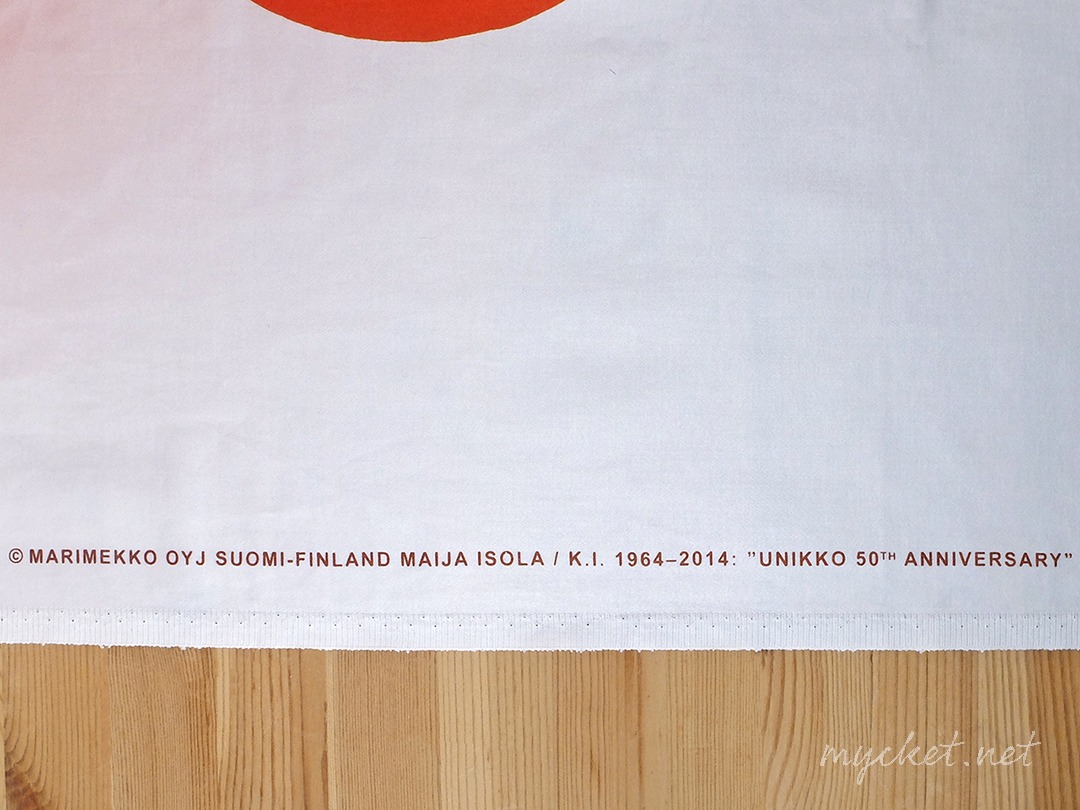 © MARIMEKKO OYJ SUOMI-FINLAND MAIJA ISOLA / K.I. 1964–2014: ”UNIKKO 50TH ANNIVERSARY”
mycket.net